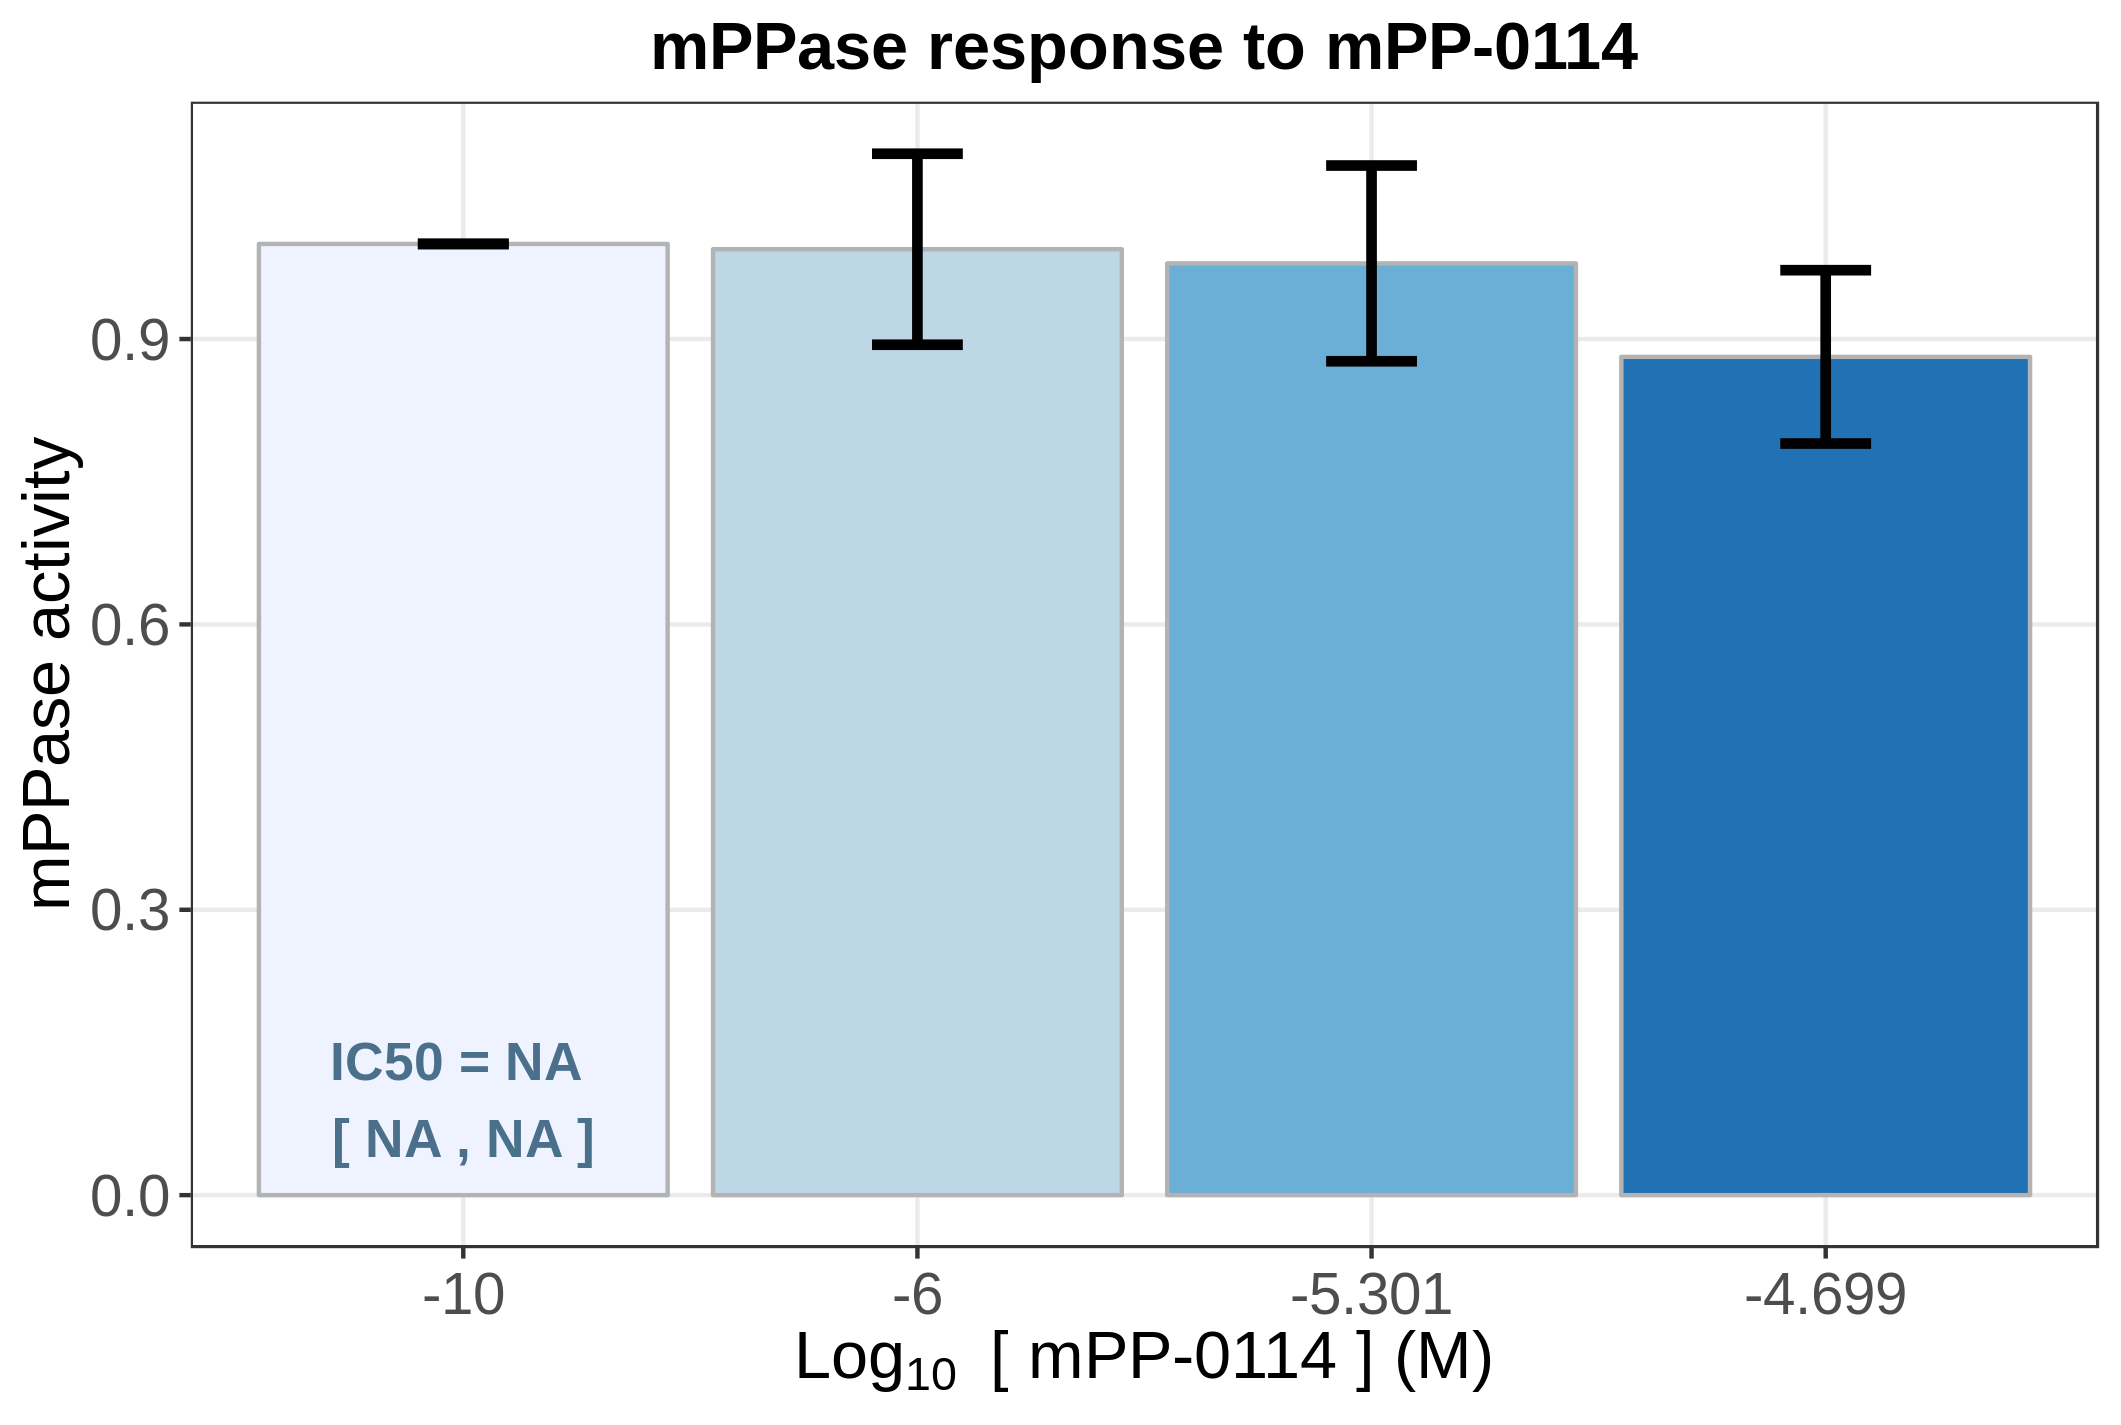 mPPase response to mPP-0114
mPPase activity
0.9
0.6
0.3
0.0
IC50 = NA
[ NA , NA ]
-10
-6
-5.301
-4.699
Log10 [ mPP-0114 ] (M)